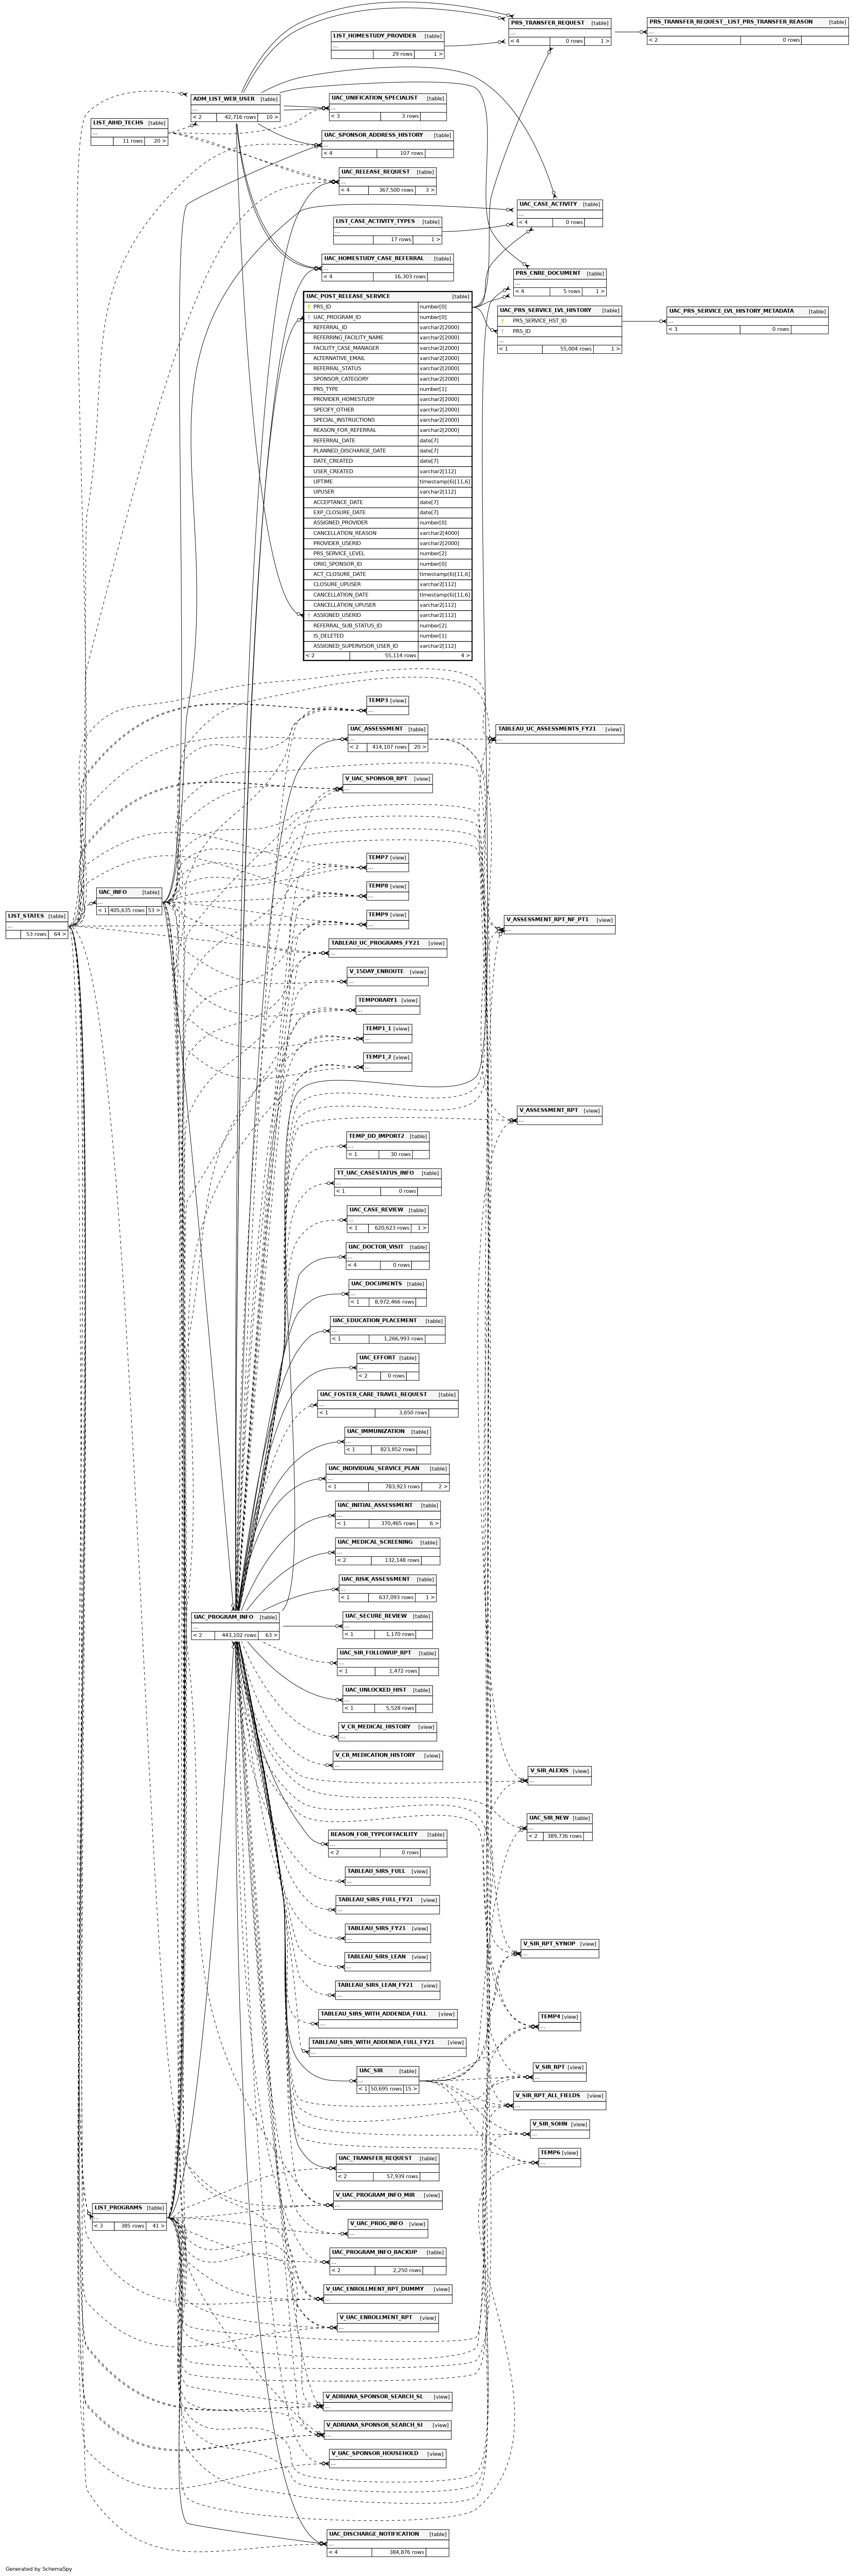 PRS_TRANSFER_REQUEST [table]
...
< 4 0 rows 1 >
PRS_TRANSFER_REQUEST__LIST_PRS_TRANSFER_REASON [table]
...
< 2 0 rows
LIST_HOMESTUDY_PROVIDER [table]
...
29 rows 1 >
ADM_LIST_WEB_USER [table]
...
< 2 42,716 rows 10 >
UAC_UNIFICATION_SPECIALIST [table]
...
< 3 3 rows
LIST_AIHD_TECHS [table]
...
11 rows 20 >
UAC_SPONSOR_ADDRESS_HISTORY [table]
...
< 4 107 rows
UAC_RELEASE_REQUEST [table]
...
< 4 367,500 rows 3 >
UAC_CASE_ACTIVITY [table]
...
< 4 0 rows
LIST_CASE_ACTIVITY_TYPES [table]
...
17 rows 1 >
UAC_HOMESTUDY_CASE_REFERRAL [table]
...
< 4 16,303 rows
PRS_CNRE_DOCUMENT [table]
...
< 4 5 rows 1 >
UAC_POST_RELEASE_SERVICE [table]
PRS_ID number[0]
UAC_PROGRAM_ID number[0]
REFERRAL_ID varchar2[2000]
REFERRING_FACILITY_NAME varchar2[2000]
FACILITY_CASE_MANAGER varchar2[2000]
ALTERNATIVE_EMAIL varchar2[2000]
REFERRAL_STATUS varchar2[2000]
SPONSOR_CATEGORY varchar2[2000]
PRS_TYPE number[1]
PROVIDER_HOMESTUDY varchar2[2000]
SPECIFY_OTHER varchar2[2000]
SPECIAL_INSTRUCTIONS varchar2[2000]
REASON_FOR_REFERRAL varchar2[2000]
REFERRAL_DATE date[7]
PLANNED_DISCHARGE_DATE date[7]
DATE_CREATED date[7]
USER_CREATED varchar2[112]
UPTIME timestamp(6)[11,6]
UPUSER varchar2[112]
ACCEPTANCE_DATE date[7]
EXP_CLOSURE_DATE date[7]
ASSIGNED_PROVIDER number[0]
CANCELLATION_REASON varchar2[4000]
PROVIDER_USERID varchar2[2000]
PRS_SERVICE_LEVEL number[2]
ORIG_SPONSOR_ID number[0]
ACT_CLOSURE_DATE timestamp(6)[11,6]
CLOSURE_UPUSER varchar2[112]
CANCELLATION_DATE timestamp(6)[11,6]
CANCELLATION_UPUSER varchar2[112]
ASSIGNED_USERID varchar2[112]
REFERRAL_SUB_STATUS_ID number[2]
IS_DELETED number[1]
ASSIGNED_SUPERVISOR_USER_ID varchar2[112]
< 2 55,114 rows 4 >
UAC_PRS_SERVICE_LVL_HISTORY [table]
PRS_SERVICE_HST_ID
PRS_ID
...
< 1 55,004 rows 1 >
UAC_PRS_SERVICE_LVL_HISTORY_METADATA [table]
...
< 3 0 rows
TEMP3 [view]
...
UAC_ASSESSMENT [table]
...
< 2 414,107 rows 20 >
TABLEAU_UC_ASSESSMENTS_FY21 [view]
...
V_UAC_SPONSOR_RPT [view]
...
TEMP7 [view]
...
TEMP8 [view]
...
UAC_INFO [table]
...
< 1 405,635 rows 53 >
LIST_STATES [table]
...
53 rows 64 >
TEMP9 [view]
...
V_ASSESSMENT_RPT_NF_PT1 [view]
...
TABLEAU_UC_PROGRAMS_FY21 [view]
...
V_15DAY_ENROUTE [view]
...
TEMPORARY1 [view]
...
TEMP1_1 [view]
...
TEMP1_2 [view]
...
V_ASSESSMENT_RPT [view]
...
TEMP_DD_IMPORT2 [table]
...
< 1 30 rows
TT_UAC_CASESTATUS_INFO [table]
...
< 1 0 rows
UAC_CASE_REVIEW [table]
...
< 1 620,623 rows 1 >
UAC_DOCTOR_VISIT [table]
...
< 4 0 rows
UAC_DOCUMENTS [table]
...
< 1 8,972,466 rows
UAC_EDUCATION_PLACEMENT [table]
...
< 1 1,266,993 rows
UAC_EFFORT [table]
...
< 2 0 rows
UAC_FOSTER_CARE_TRAVEL_REQUEST [table]
...
< 1 3,650 rows
UAC_IMMUNIZATION [table]
...
< 1 823,852 rows
UAC_INDIVIDUAL_SERVICE_PLAN [table]
...
< 1 783,923 rows 2 >
UAC_INITIAL_ASSESSMENT [table]
...
< 1 370,465 rows 6 >
UAC_MEDICAL_SCREENING [table]
...
< 2 132,148 rows
UAC_RISK_ASSESSMENT [table]
...
< 1 637,093 rows 1 >
UAC_PROGRAM_INFO [table]
...
< 2 443,102 rows 63 >
UAC_SECURE_REVIEW [table]
...
< 1 1,170 rows
UAC_SIR_FOLLOWUP_RPT [table]
...
< 1 1,472 rows
UAC_UNLOCKED_HIST [table]
...
< 1 5,528 rows
V_CR_MEDICAL_HISTORY [view]
...
V_CR_MEDICATION_HISTORY [view]
...
V_SIR_ALEXIS [view]
...
UAC_SIR_NEW [table]
...
< 2 389,736 rows
REASON_FOR_TYPEOFFACILITY [table]
...
< 2 0 rows
TABLEAU_SIRS_FULL [view]
...
TABLEAU_SIRS_FULL_FY21 [view]
...
TABLEAU_SIRS_FY21 [view]
...
V_SIR_RPT_SYNOP [view]
...
TABLEAU_SIRS_LEAN [view]
...
TABLEAU_SIRS_LEAN_FY21 [view]
...
TABLEAU_SIRS_WITH_ADDENDA_FULL [view]
...
TEMP4 [view]
...
TABLEAU_SIRS_WITH_ADDENDA_FULL_FY21 [view]
...
UAC_SIR [table]
...
< 1 50,695 rows 15 >
V_SIR_RPT [view]
...
V_SIR_RPT_ALL_FIELDS [view]
...
V_SIR_SOHN [view]
...
TEMP6 [view]
...
UAC_TRANSFER_REQUEST [table]
...
< 2 57,939 rows
V_UAC_PROGRAM_INFO_MIR [view]
...
LIST_PROGRAMS [table]
...
< 3 385 rows 41 >
V_UAC_PROG_INFO [view]
...
UAC_PROGRAM_INFO_BACKUP [table]
...
< 2 2,250 rows
V_UAC_ENROLLMENT_RPT_DUMMY [view]
...
V_UAC_ENROLLMENT_RPT [view]
...
V_ADRIANA_SPONSOR_SEARCH_SL [view]
...
V_ADRIANA_SPONSOR_SEARCH_SI [view]
...
V_UAC_SPONSOR_HOUSEHOLD [view]
...
UAC_DISCHARGE_NOTIFICATION [table]
...
< 4 384,876 rows
Generated by SchemaSpy